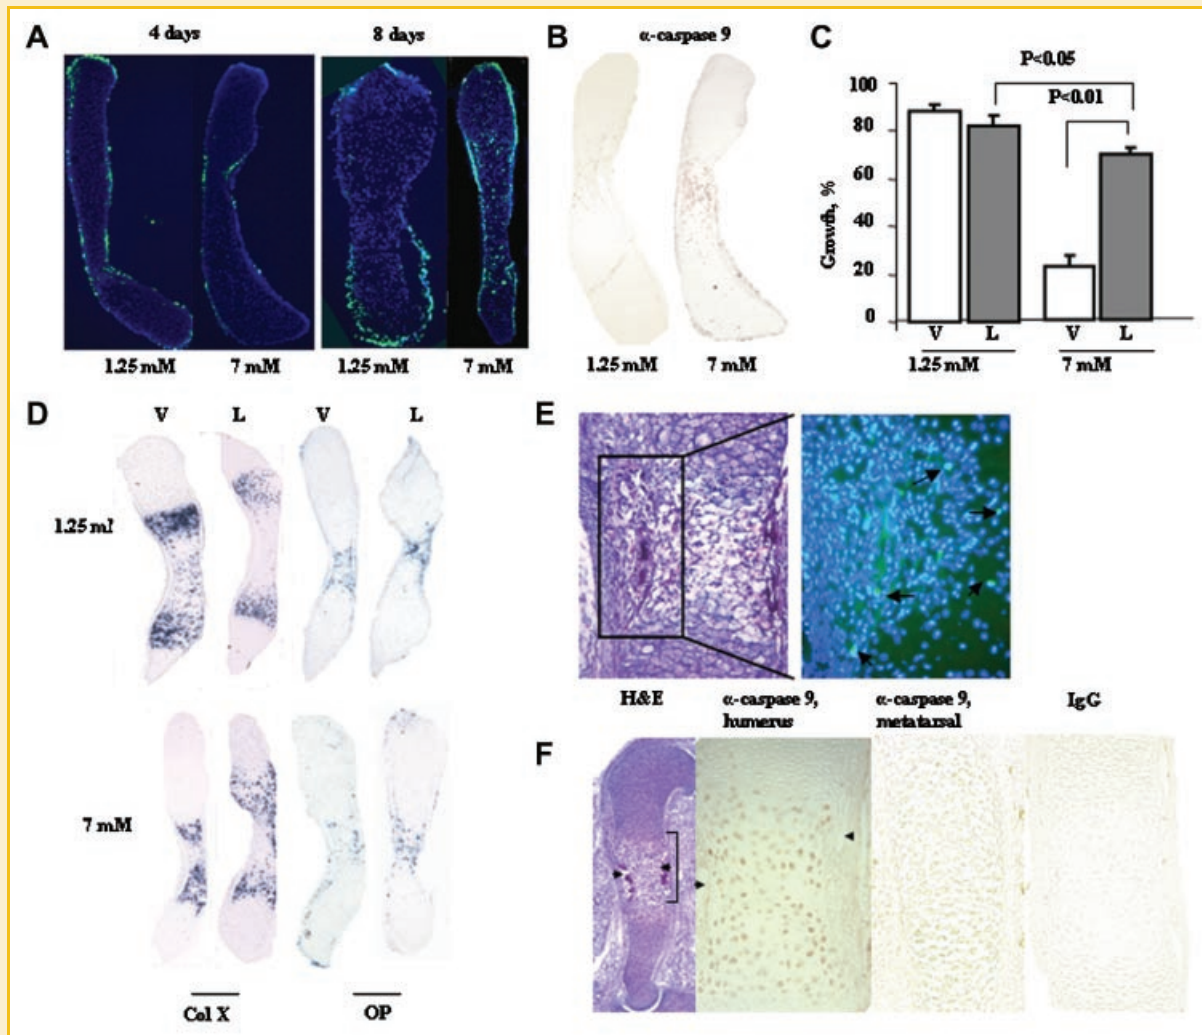 A
4 days
8 days
1.25 mM
7 mM
1.25 mM
7 mM
B
α-caspase 9
1.25 mM
7 mM
C
P<0.05
P<0.01
100
80
60
40
20
0
Growth, %
V
L
V
L
1.25 mM
7 mM
D
V
L
V
L
1.25 ml
7 mM
Col X
OP
E
H&E
α-caspase 9,
humerus
α-caspase 9,
metatarsal
IgG
F